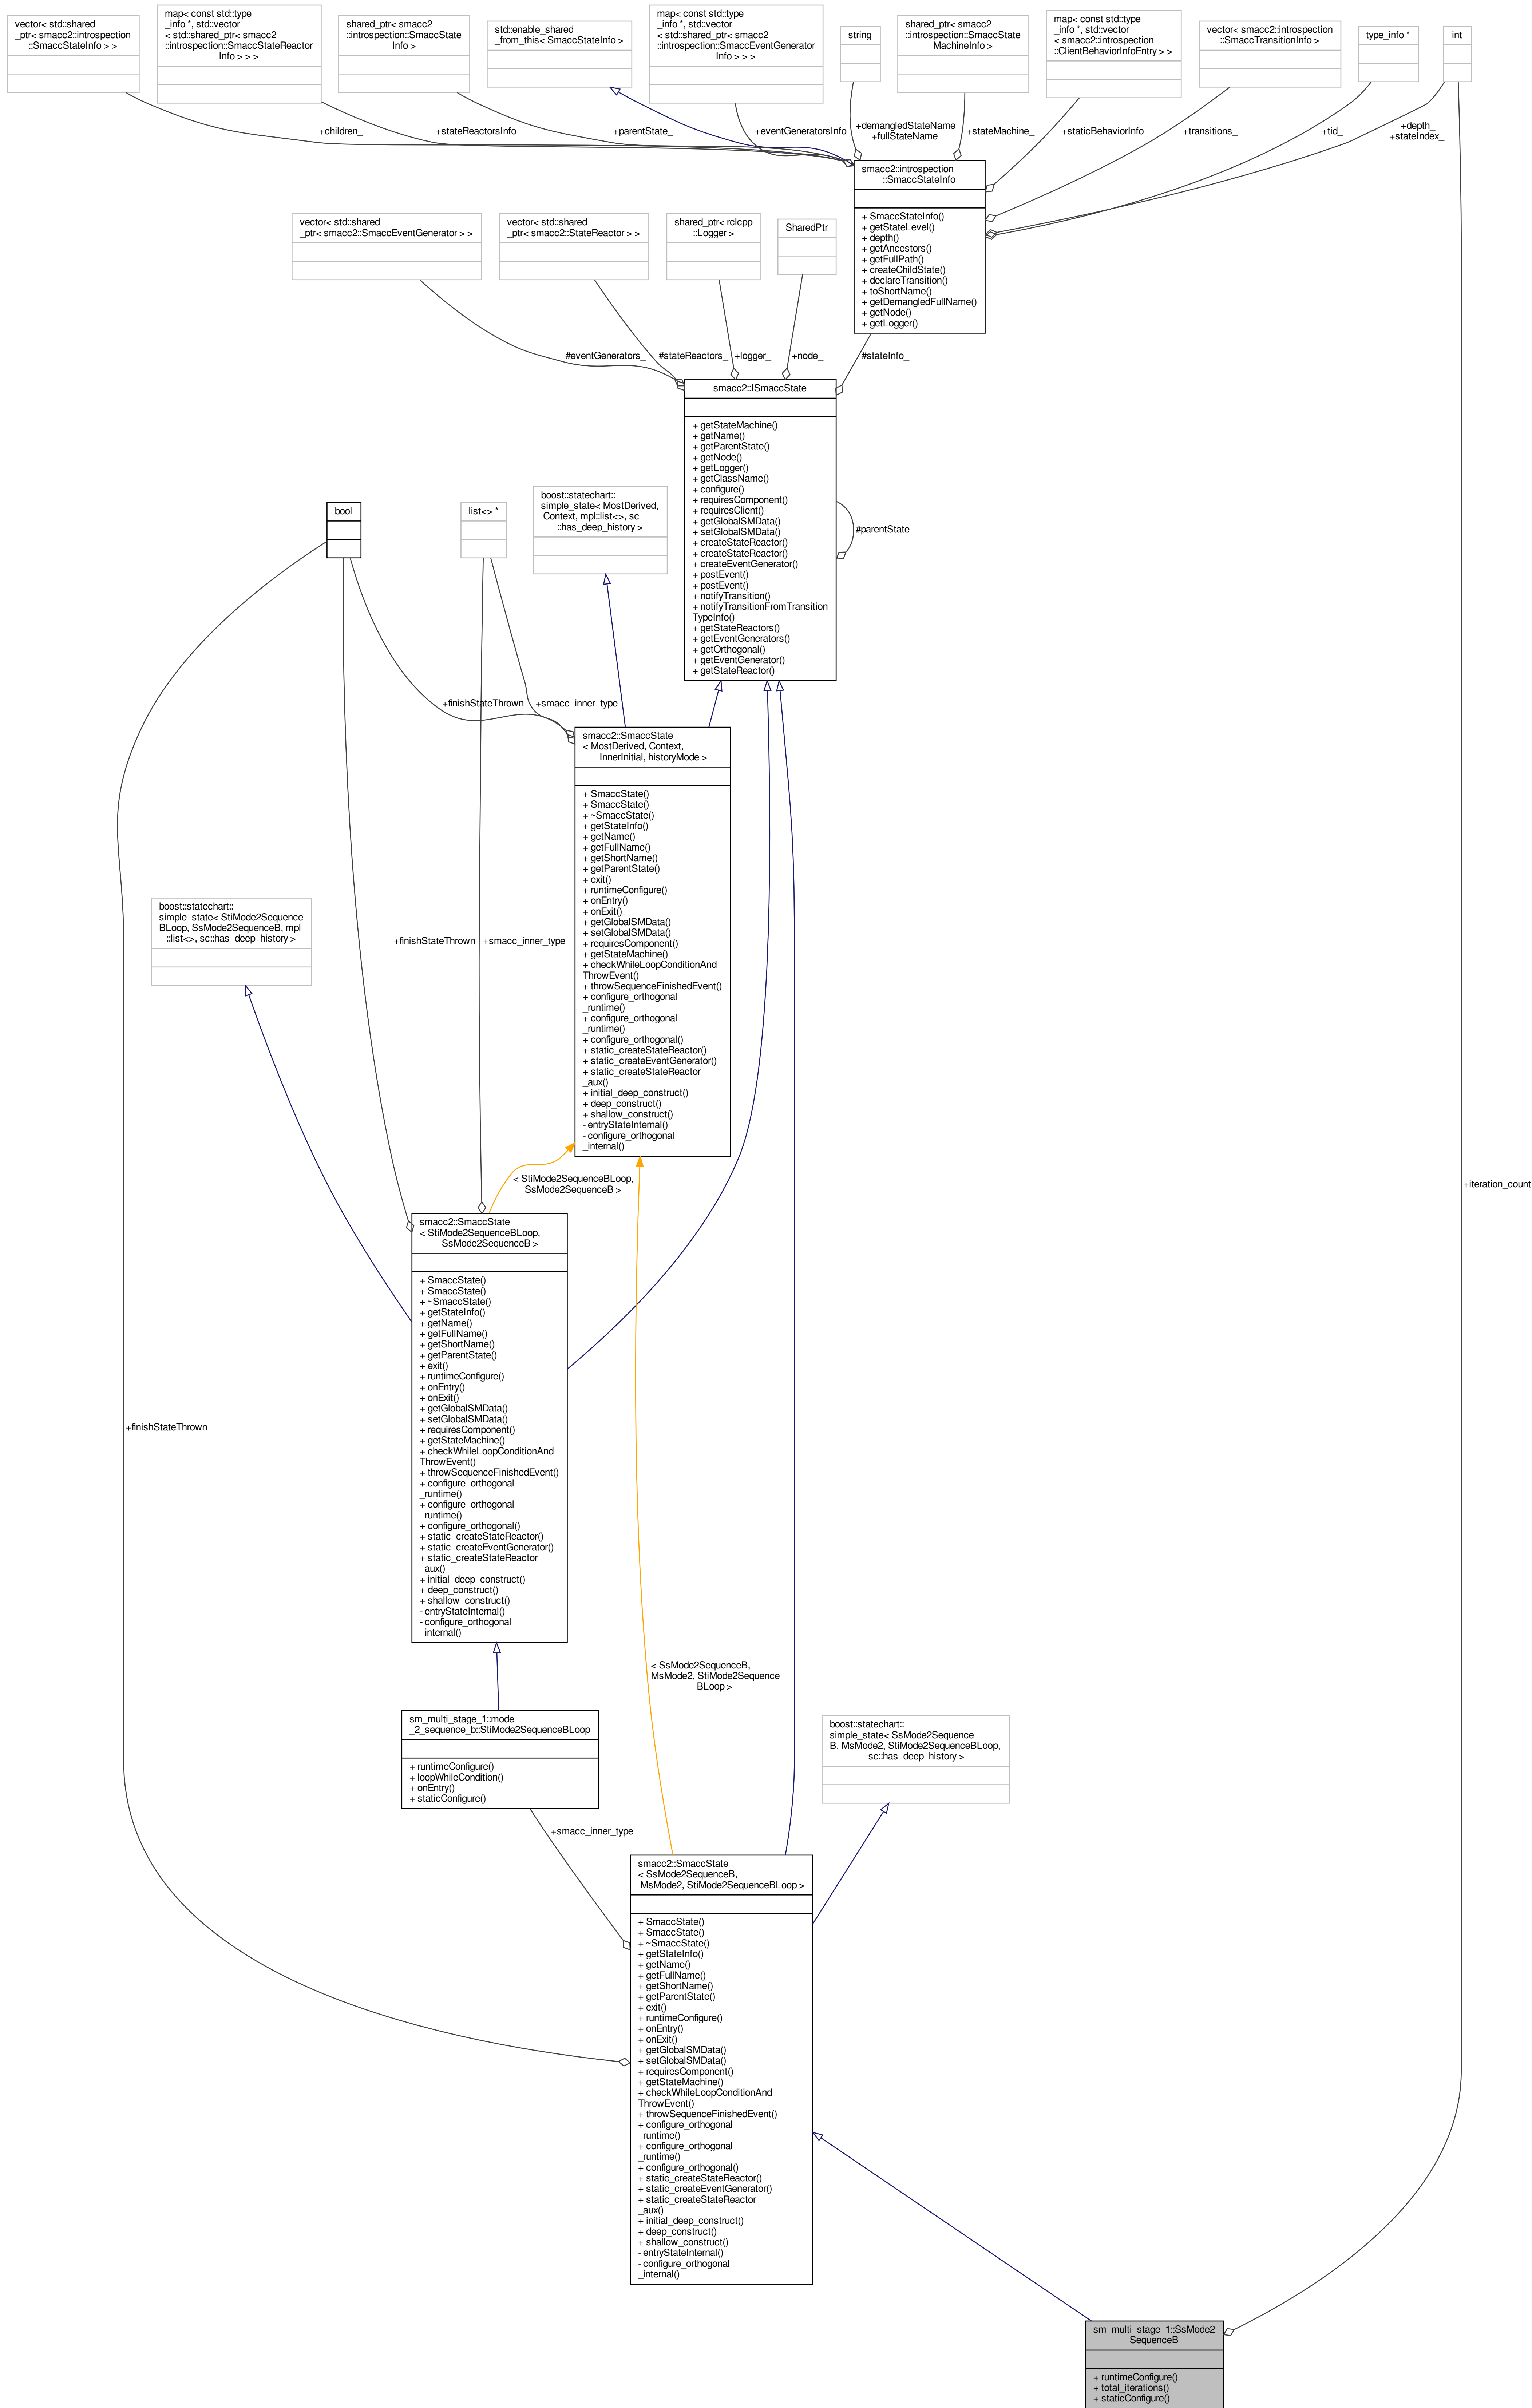 vector< std::shared
_ptr< smacc2::introspection
::SmaccStateInfo > >
map< const std::type
_info *, std::vector
< std::shared_ptr< smacc2
::introspection::SmaccStateReactor
Info > > >
shared_ptr< smacc2
::introspection::SmaccState
Info >
std::enable_shared
_from_this< SmaccStateInfo >
map< const std::type
_info *, std::vector
< std::shared_ptr< smacc2
::introspection::SmaccEventGenerator
Info > > >
string
shared_ptr< smacc2
::introspection::SmaccState
MachineInfo >
map< const std::type
_info *, std::vector
< smacc2::introspection
::ClientBehaviorInfoEntry > >
vector< smacc2::introspection
::SmaccTransitionInfo >
type_info *
int
+children_
+stateReactorsInfo
+parentState_
+eventGeneratorsInfo
+demangledStateName
+fullStateName
+stateMachine_
+staticBehaviorInfo
+transitions_
+tid_
+depth_
+stateIndex_
smacc2::introspection
::SmaccStateInfo
+ SmaccStateInfo()
+ getStateLevel()
+ depth()
+ getAncestors()
+ getFullPath()
+ createChildState()
+ declareTransition()
+ toShortName()
+ getDemangledFullName()
+ getNode()
+ getLogger()
vector< std::shared
_ptr< smacc2::SmaccEventGenerator > >
vector< std::shared
_ptr< smacc2::StateReactor > >
shared_ptr< rclcpp
::Logger >
SharedPtr
#eventGenerators_
#stateReactors_
+logger_
+node_
#stateInfo_
smacc2::ISmaccState
+ getStateMachine()
+ getName()
+ getParentState()
+ getNode()
+ getLogger()
+ getClassName()
+ configure()
+ requiresComponent()
+ requiresClient()
+ getGlobalSMData()
+ setGlobalSMData()
+ createStateReactor()
+ createStateReactor()
+ createEventGenerator()
+ postEvent()
+ postEvent()
+ notifyTransition()
+ notifyTransitionFromTransition
TypeInfo()
+ getStateReactors()
+ getEventGenerators()
+ getOrthogonal()
+ getEventGenerator()
+ getStateReactor()
#parentState_
bool
list<> *
boost::statechart::
simple_state< MostDerived,
Context, mpl::list<>, sc
::has_deep_history >
+finishStateThrown
+smacc_inner_type
smacc2::SmaccState
< MostDerived, Context,
InnerInitial, historyMode >
+ SmaccState()
+ SmaccState()
+ ~SmaccState()
+ getStateInfo()
+ getName()
+ getFullName()
+ getShortName()
+ getParentState()
+ exit()
+ runtimeConfigure()
+ onEntry()
+ onExit()
+ getGlobalSMData()
+ setGlobalSMData()
+ requiresComponent()
+ getStateMachine()
+ checkWhileLoopConditionAnd
ThrowEvent()
+ throwSequenceFinishedEvent()
+ configure_orthogonal
_runtime()
+ configure_orthogonal
_runtime()
+ configure_orthogonal()
+ static_createStateReactor()
+ static_createEventGenerator()
+ static_createStateReactor
_aux()
+ initial_deep_construct()
+ deep_construct()
+ shallow_construct()
- entryStateInternal()
- configure_orthogonal
_internal()
boost::statechart::
simple_state< StiMode2Sequence
BLoop, SsMode2SequenceB, mpl
::list<>, sc::has_deep_history >
+finishStateThrown
+smacc_inner_type
< StiMode2SequenceBLoop,
SsMode2SequenceB >
+iteration_count
smacc2::SmaccState
< StiMode2SequenceBLoop,
SsMode2SequenceB >
+ SmaccState()
+ SmaccState()
+ ~SmaccState()
+ getStateInfo()
+ getName()
+ getFullName()
+ getShortName()
+ getParentState()
+ exit()
+ runtimeConfigure()
+ onEntry()
+ onExit()
+ getGlobalSMData()
+ setGlobalSMData()
+ requiresComponent()
+ getStateMachine()
+ checkWhileLoopConditionAnd
ThrowEvent()
+ throwSequenceFinishedEvent()
+ configure_orthogonal
_runtime()
+ configure_orthogonal
_runtime()
+ configure_orthogonal()
+ static_createStateReactor()
+ static_createEventGenerator()
+ static_createStateReactor
_aux()
+ initial_deep_construct()
+ deep_construct()
+ shallow_construct()
- entryStateInternal()
- configure_orthogonal
_internal()
+finishStateThrown
< SsMode2SequenceB,
MsMode2, StiMode2Sequence
BLoop >
sm_multi_stage_1::mode
_2_sequence_b::StiMode2SequenceBLoop
+ runtimeConfigure()
+ loopWhileCondition()
+ onEntry()
+ staticConfigure()
boost::statechart::
simple_state< SsMode2Sequence
B, MsMode2, StiMode2SequenceBLoop,
sc::has_deep_history >
+smacc_inner_type
smacc2::SmaccState
< SsMode2SequenceB,
MsMode2, StiMode2SequenceBLoop >
+ SmaccState()
+ SmaccState()
+ ~SmaccState()
+ getStateInfo()
+ getName()
+ getFullName()
+ getShortName()
+ getParentState()
+ exit()
+ runtimeConfigure()
+ onEntry()
+ onExit()
+ getGlobalSMData()
+ setGlobalSMData()
+ requiresComponent()
+ getStateMachine()
+ checkWhileLoopConditionAnd
ThrowEvent()
+ throwSequenceFinishedEvent()
+ configure_orthogonal
_runtime()
+ configure_orthogonal
_runtime()
+ configure_orthogonal()
+ static_createStateReactor()
+ static_createEventGenerator()
+ static_createStateReactor
_aux()
+ initial_deep_construct()
+ deep_construct()
+ shallow_construct()
- entryStateInternal()
- configure_orthogonal
_internal()
sm_multi_stage_1::SsMode2
SequenceB
+ runtimeConfigure()
+ total_iterations()
+ staticConfigure()